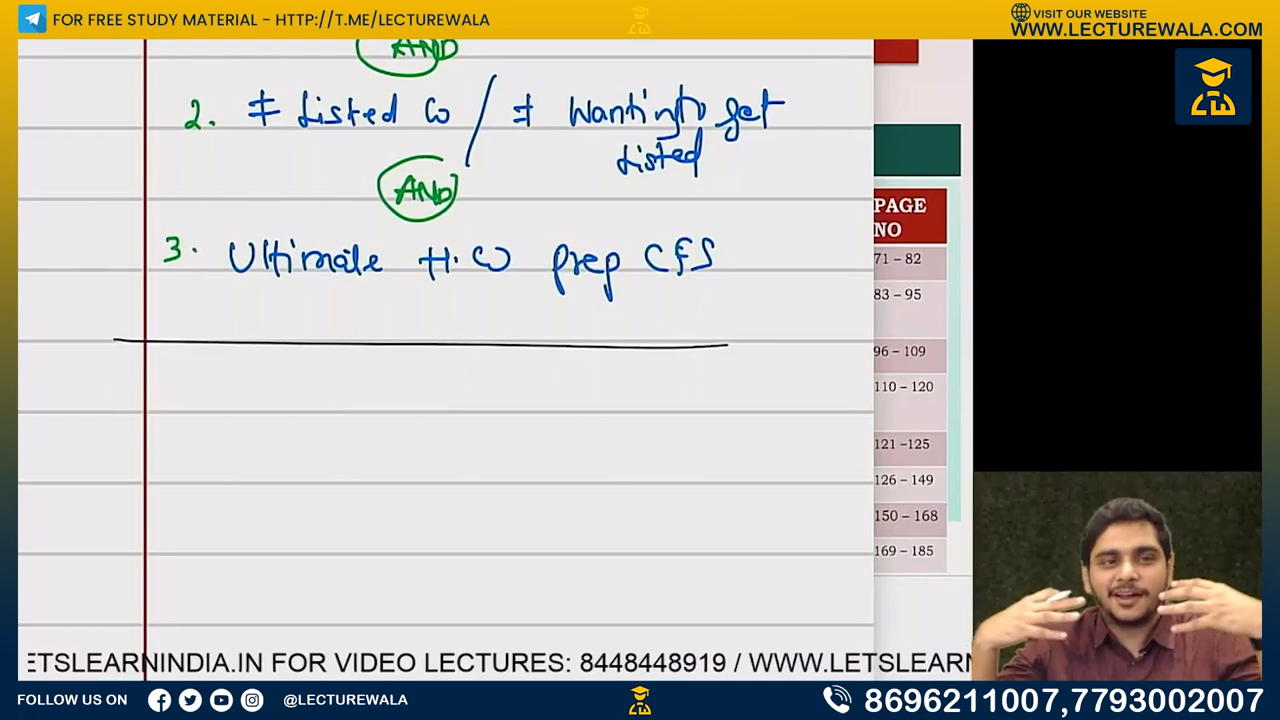 FOR FREE STUDY MATERIAL - HTTP://T.ME/LECTUREWALA
VISIT OUR WEBSITE
WWW.LECTUREWALA.COM
AND
2. ≠ Listed Co / ≠ Wanting to get
Listed
AND
3. Ultimate H.Co prep CFS
PAGE
NO
71 – 82
83 – 95
96 – 109
110 – 120
121 –125
126 – 149
150 – 168
169 – 185
ETSLEARNINDIA.IN FOR VIDEO LECTURES: 8448448919 / WWW.LETSLEARN
FOLLOW US ON
@LECTUREWALA
8696211007,7793002007